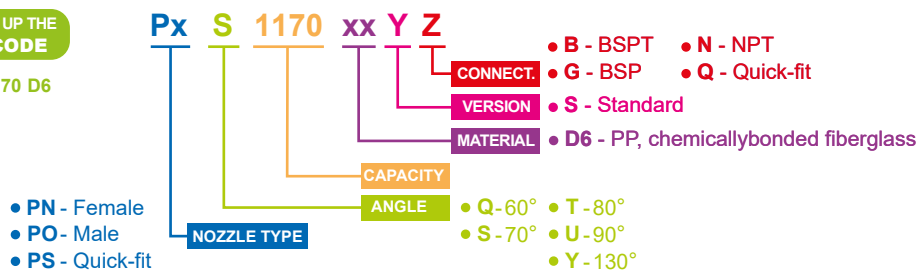 UP THE
CODE
70 D6
Px S 1170 xx Y Z
CONNECT.
• B - BSPT • N - NPT
• G - BSP • Q - Quick-fit
VERSION • S - Standard
MATERIAL • D6 - PP, chemicallybonded fiberglass
CAPACITY
ANGLE
• Q - 60° • T - 80°
• S - 70° • U - 90°
• Y - 130°
• PN - Female
• PO - Male
• PS - Quick-fit
NOZZLE TYPE